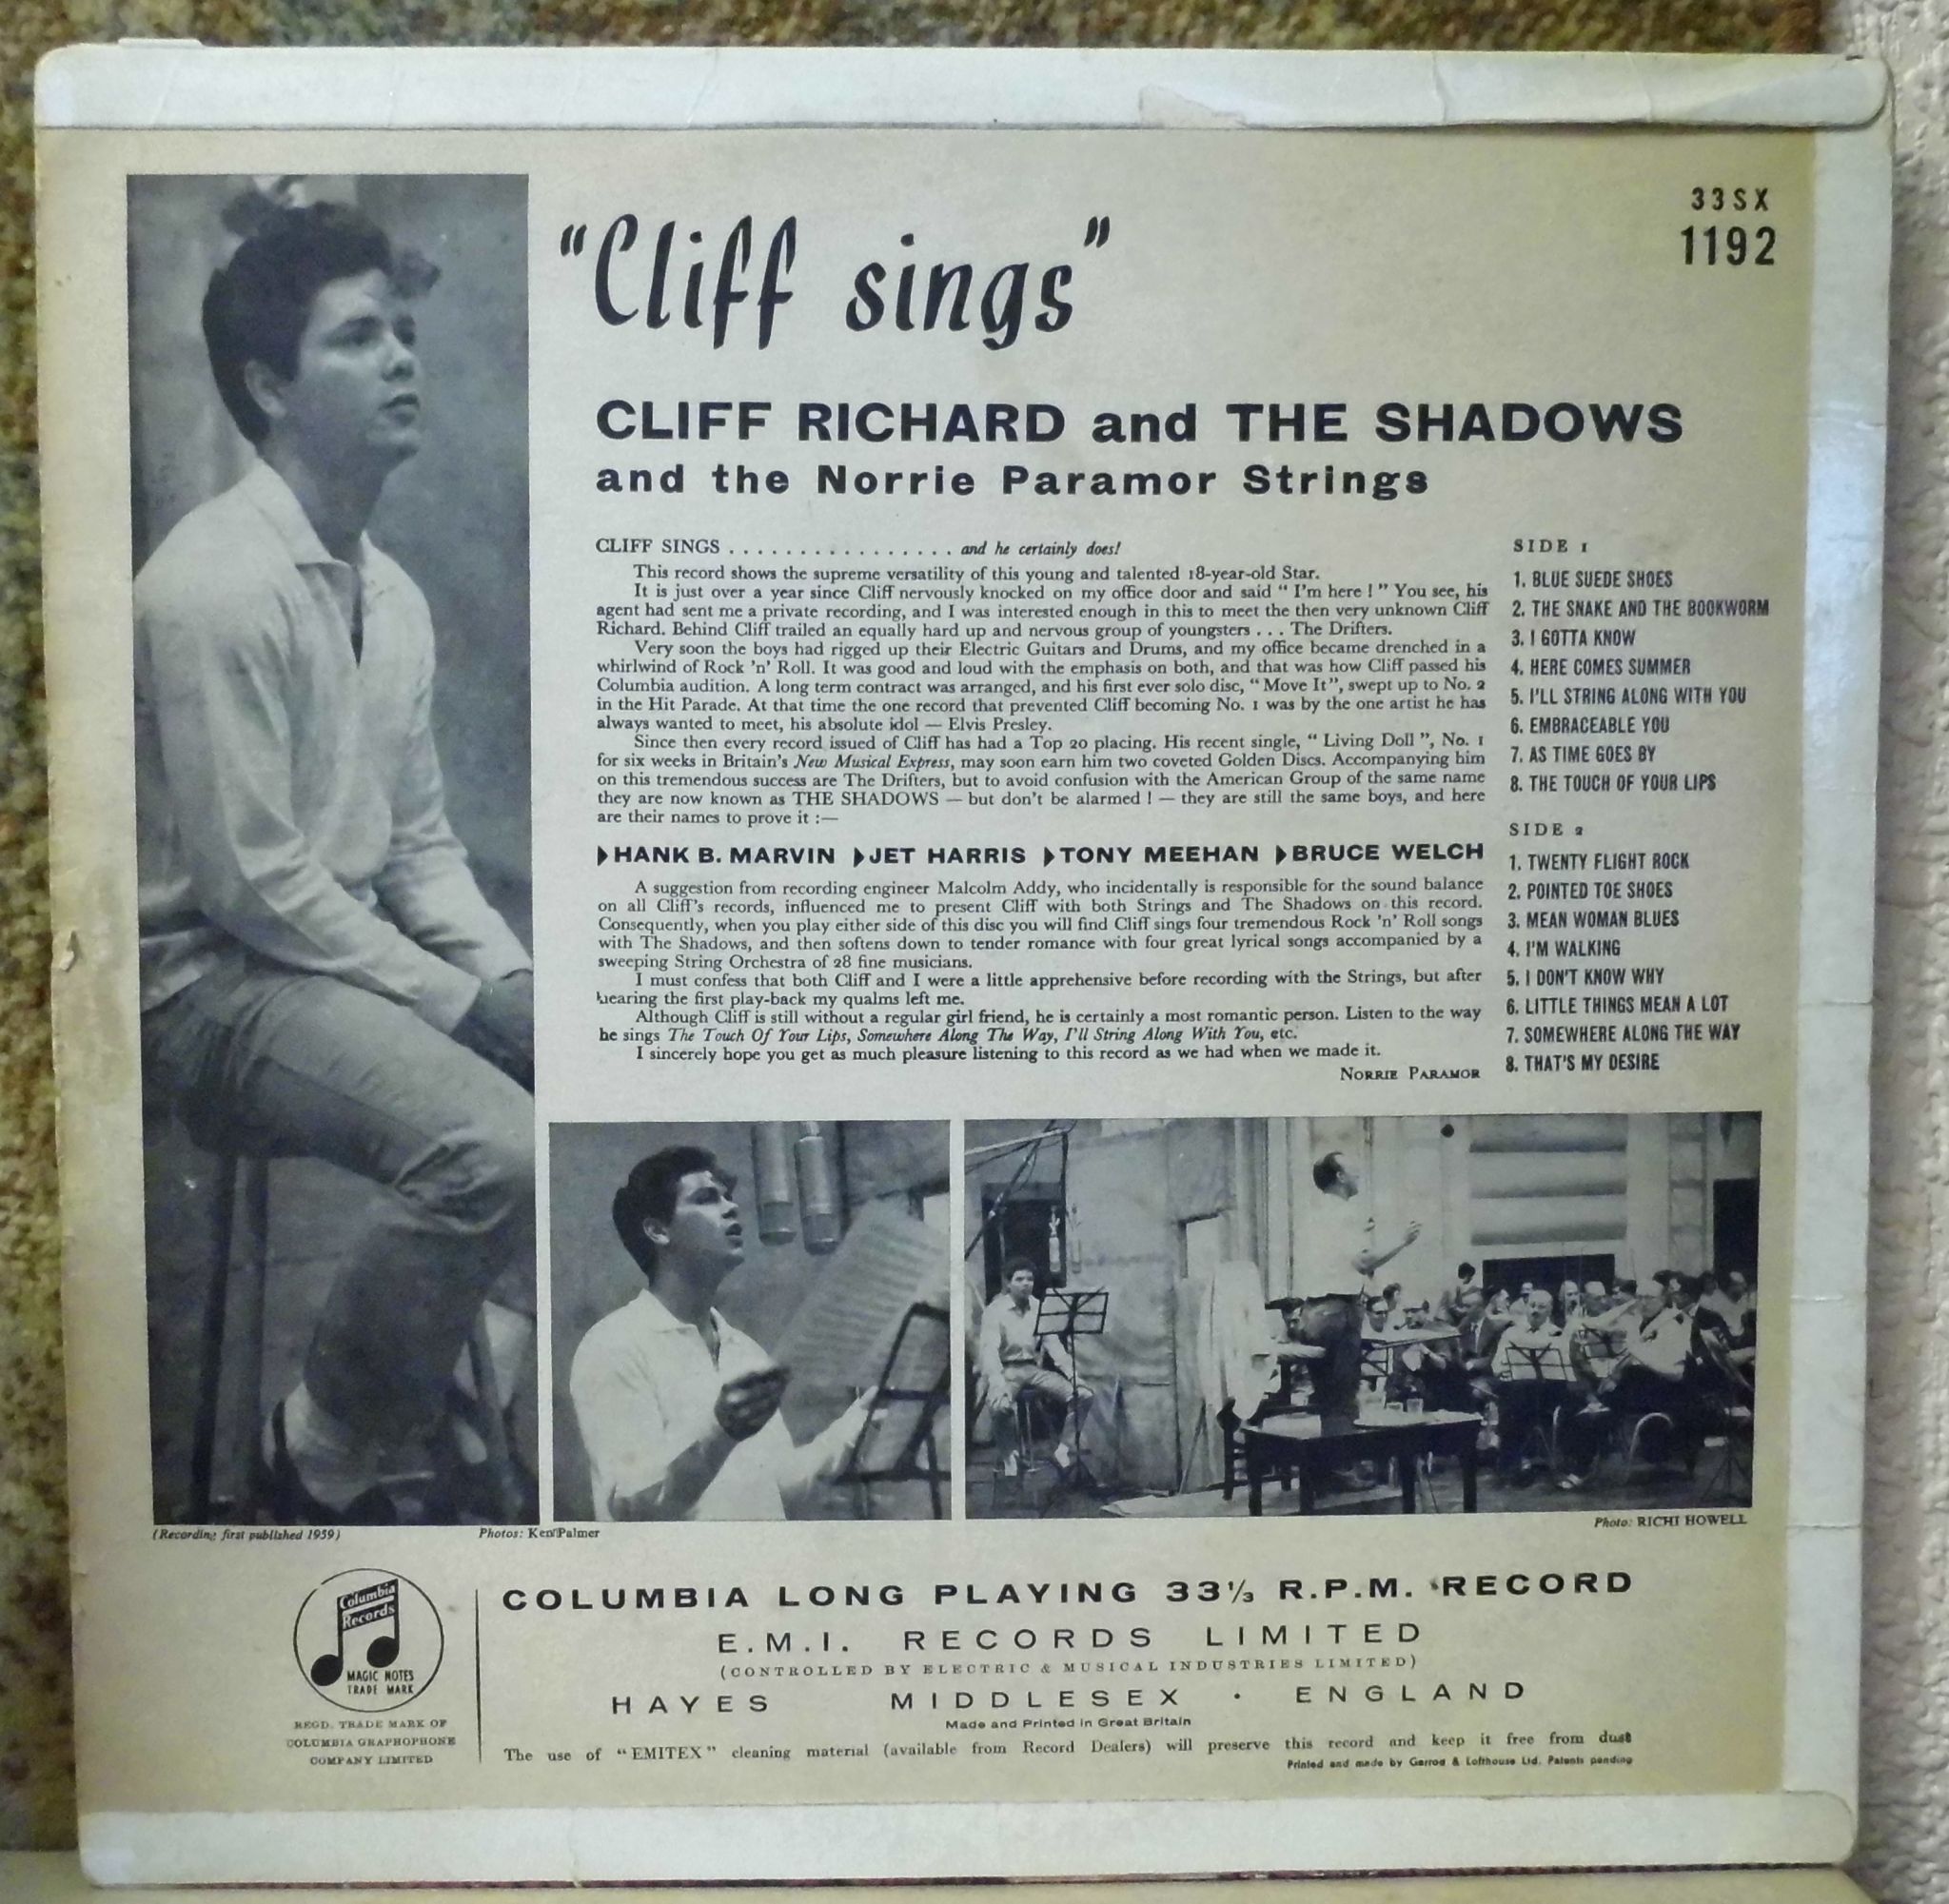 "Cliff sings"
33SX
1192
CLIFF RICHARD and THE SHADOWS
and the Norrie Paramor Strings
CLIFF SINGS . . . . . . . . . . . . . . . . and he certainly does!
This record shows the supreme versatility of this young and talented 18-year-old Star.
It is just over a year since Cliff nervously knocked on my office door and said " I'm here ! " You see, his
agent had sent me a private recording, and I was interested enough in this to meet the then very unknown Cliff
Richard. Behind Cliff trailed an equally hard up and nervous group of youngsters . . . The Drifters.
Very soon the boys had rigged up their Electric Guitars and Drums, and my office became drenched in a
whirlwind of Rock 'n' Roll. It was good and loud with the emphasis on both, and that was how Cliff passed his
Columbia audition. A long term contract was arranged, and his first ever solo disc, " Move It ", swept up to No. 2
in the Hit Parade. At that time the one record that prevented Cliff becoming No. 1 was by the one artist he has
always wanted to meet, his absolute idol — Elvis Presley.
Since then every record issued of Cliff has had a Top 20 placing. His recent single, " Living Doll ", No. 1
for six weeks in Britain's New Musical Express, may soon earn him two coveted Golden Discs. Accompanying him
on this tremendous success are The Drifters, but to avoid confusion with the American Group of the same name
they are now known as THE SHADOWS — but don't be alarmed ! — they are still the same boys, and here
are their names to prove it :—
HANK B. MARVIN JET HARRIS TONY MEEHAN BRUCE WELCH
A suggestion from recording engineer Malcolm Addy, who incidentally is responsible for the sound balance
on all Cliff's records, influenced me to present Cliff with both Strings and The Shadows on this record.
Consequently, when you play either side of this disc you will find Cliff sings four tremendous Rock 'n' Roll songs
with The Shadows, and then softens down to tender romance with four great lyrical songs accompanied by a
sweeping String Orchestra of 28 fine musicians.
I must confess that both Cliff and I were a little apprehensive before recording with the Strings, but after
hearing the first play-back my qualms left me.
Although Cliff is still without a regular girl friend, he is certainly a most romantic person. Listen to the way
he sings The Touch Of Your Lips, Somewhere Along The Way, I'll String Along With You, etc.
I sincerely hope you get as much pleasure listening to this record as we had when we made it.
NORRIE PARAMOR
SIDE 1
1. BLUE SUEDE SHOES
2. THE SNAKE AND THE BOOKWORM
3. I GOTTA KNOW
4. HERE COMES SUMMER
5. I'LL STRING ALONG WITH YOU
6. EMBRACEABLE YOU
7. AS TIME GOES BY
8. THE TOUCH OF YOUR LIPS
SIDE 2
1. TWENTY FLIGHT ROCK
2. POINTED TOE SHOES
3. MEAN WOMAN BLUES
4. I'M WALKING
5. I DON'T KNOW WHY
6. LITTLE THINGS MEAN A LOT
7. SOMEWHERE ALONG THE WAY
8. THAT'S MY DESIRE
(Recording first published 1959)
Photos: Ken Palmer
Photo: RICHI HOWELL
Columbia
Records
MAGIC NOTES
TRADE MARK
REGD. TRADE MARK OF
COLUMBIA GRAPHOPHONE
COMPANY LIMITED
COLUMBIA LONG PLAYING 33⅓ R.P.M. RECORD
E.M.I. RECORDS LIMITED
(CONTROLLED BY ELECTRIC & MUSICAL INDUSTRIES LIMITED)
HAYES MIDDLESEX · ENGLAND
Made and Printed in Great Britain
The use of "EMITEX" cleaning material (available from Record Dealers) will preserve this record and keep it free from dust
Printed and made by Garrod & Lofthouse Ltd. Patents pending